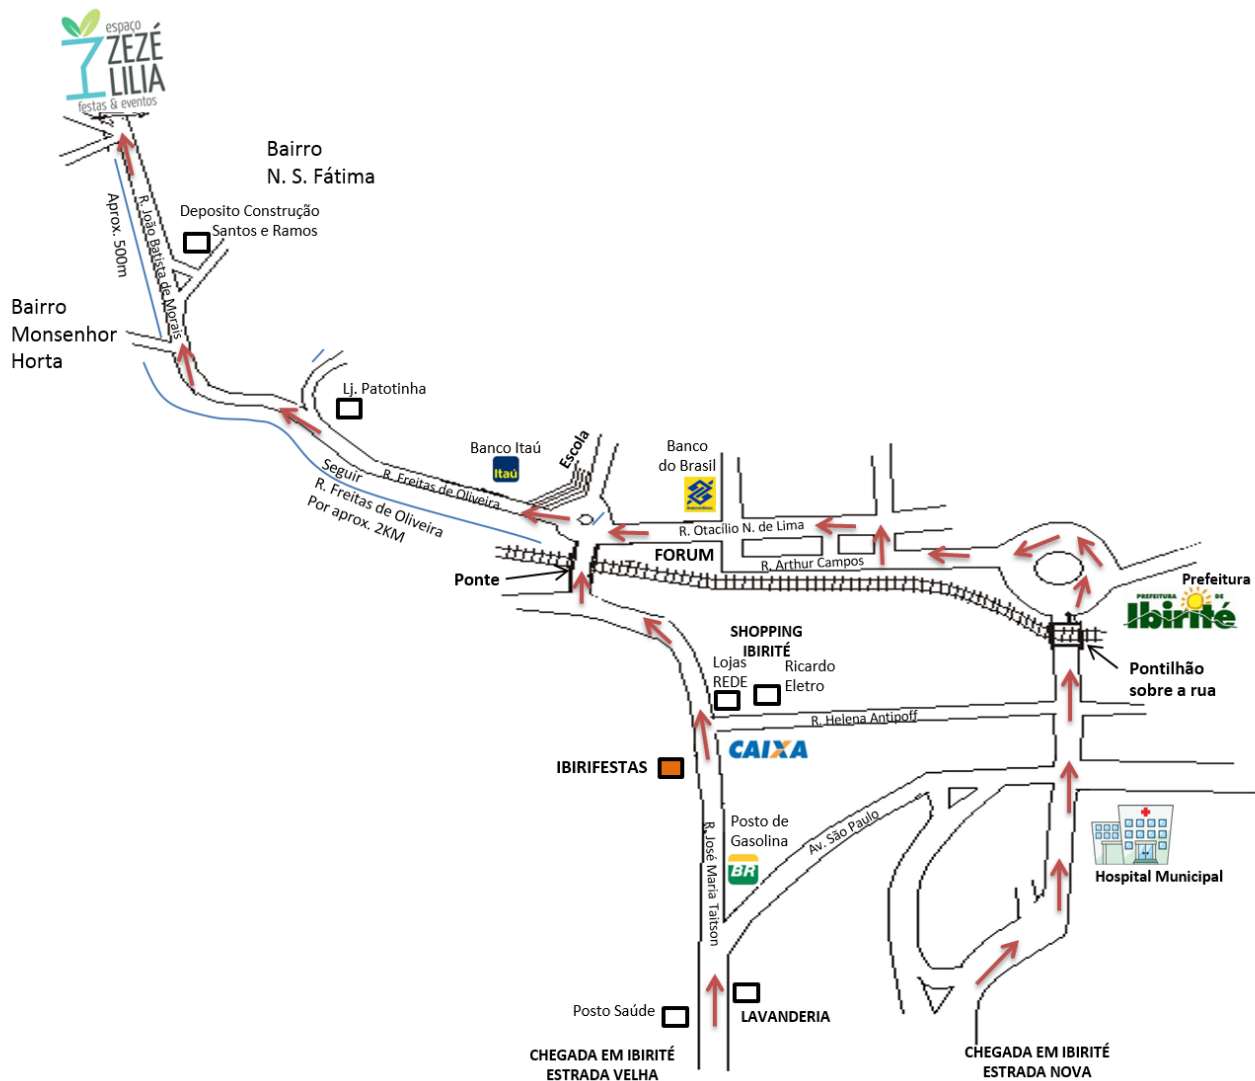 espaço
ZEZÉ
LILIA
festas & eventos
Bairro
N. S. Fátima
Deposito Construção
Santos e Ramos
R. João Batista de Morais
Aprox. 500m
Bairro
Monsenhor
Horta
Lj. Patotinha
Banco Itaú
Itaú
Escola
Banco
do Brasil
Seguir
R. Freitas de Oliveira
Por aprox. 2KM
R. Freitas de Oliveira
R. Otacílio N. de Lima
FORUM
R. Arthur Campos
Ponte
Prefeitura
PREFEITURA DE
Ibirité
Pontilhão
sobre a rua
SHOPPING
IBIRITÉ
Lojas
REDE
Ricardo
Eletro
R. Helena Antipoff
CAIXA
IBIRIFESTAS
Posto de
Gasolina
BR
Av. São Paulo
R. José Maria Taitson
Hospital Municipal
Posto Saúde
LAVANDERIA
CHEGADA EM IBIRITÉ
ESTRADA VELHA
CHEGADA EM IBIRITÉ
ESTRADA NOVA